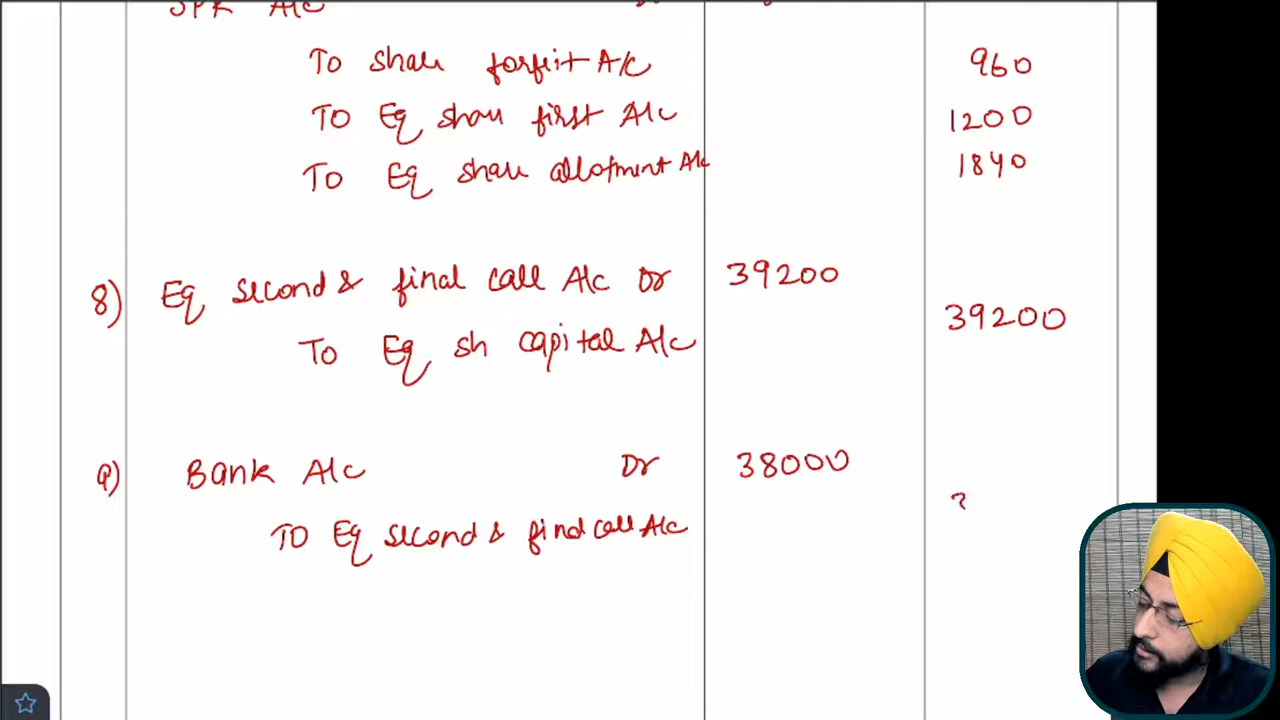 To share forfeit A/c 960
To Eq share first A/c 1200
To Eq share allotment A/c 1840
8) Eq second & final call A/c Dr 39200
To Eq sh capital A/c 39200
9) Bank A/c Dr 38000
To Eq second & final call A/c